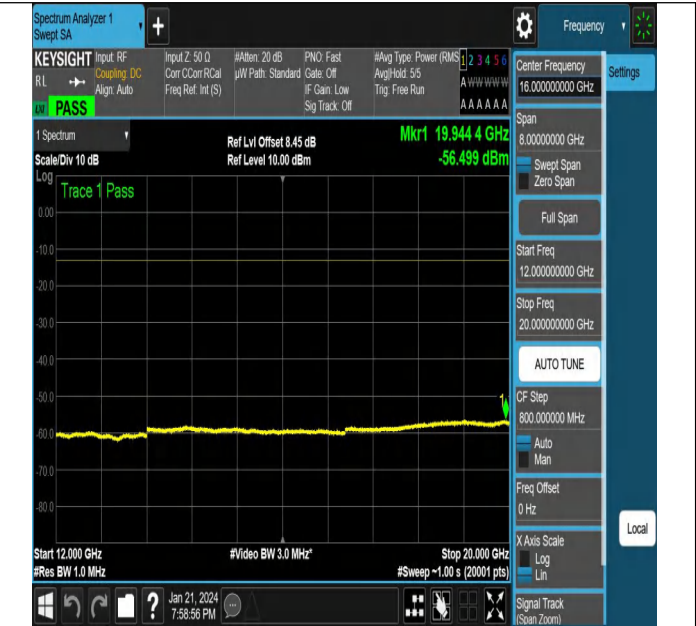 Spectrum Analyzer 1
Swept SA
+
Frequency
KEYSIGHT
Input: RF
Coupling: DC
Align: Auto
Input Z: 50 Ω
Corr CCorr RCal
Freq Ref: Int (S)
#Atten: 20 dB
µW Path: Standard
PNO: Fast
Gate: Off
IF Gain: Low
Sig Track: Off
#Avg Type: Power (RMS
Avg|Hold: 5/5
Trig: Free Run
1 2 3 4 5 6
A W W W W W
A A A A A A
R L
PASS
Center Frequency
16.000000000 GHz
Settings
Span
8.00000000 GHz
Swept Span
Zero Span
Full Span
Start Freq
12.000000000 GHz
Stop Freq
20.000000000 GHz
AUTO TUNE
CF Step
800.000000 MHz
Auto
Man
Freq Offset
0 Hz
X Axis Scale
Log
Lin
Local
Signal Track
(Span Zoom)
1 Spectrum
Scale/Div 10 dB
Ref Lvl Offset 8.45 dB
Ref Level 10.00 dBm
Mkr1 19.944 4 GHz
-56.499 dBm
Log
Trace 1 Pass
0.00
-10.0
-20.0
-30.0
-40.0
-50.0
-60.0
-70.0
-80.0
1
Start 12.000 GHz
#Res BW 1.0 MHz
#Video BW 3.0 MHz*
Stop 20.000 GHz
#Sweep ~1.00 s (20001 pts)
?
Jan 21, 2024
7:58:56 PM